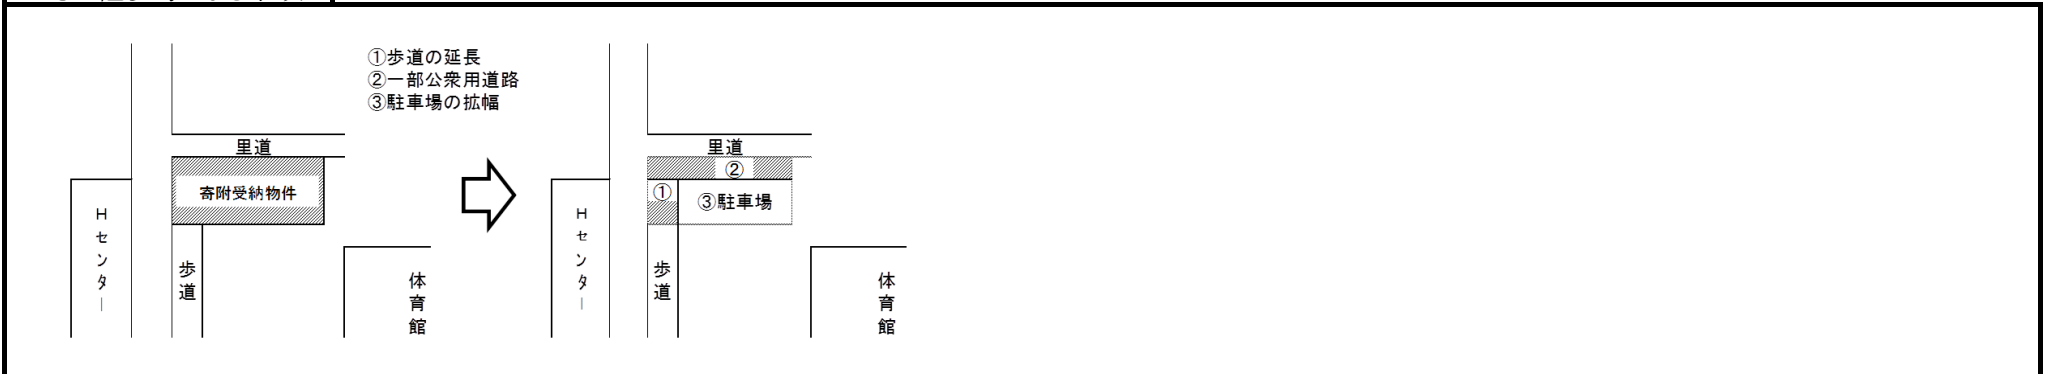 ①歩道の延長
②一部公衆用道路
③駐車場の拡幅
里道
寄附受納物件
Hセンター
歩道
体育館
里道
②
①
③駐車場
Hセンター
歩道
体育館